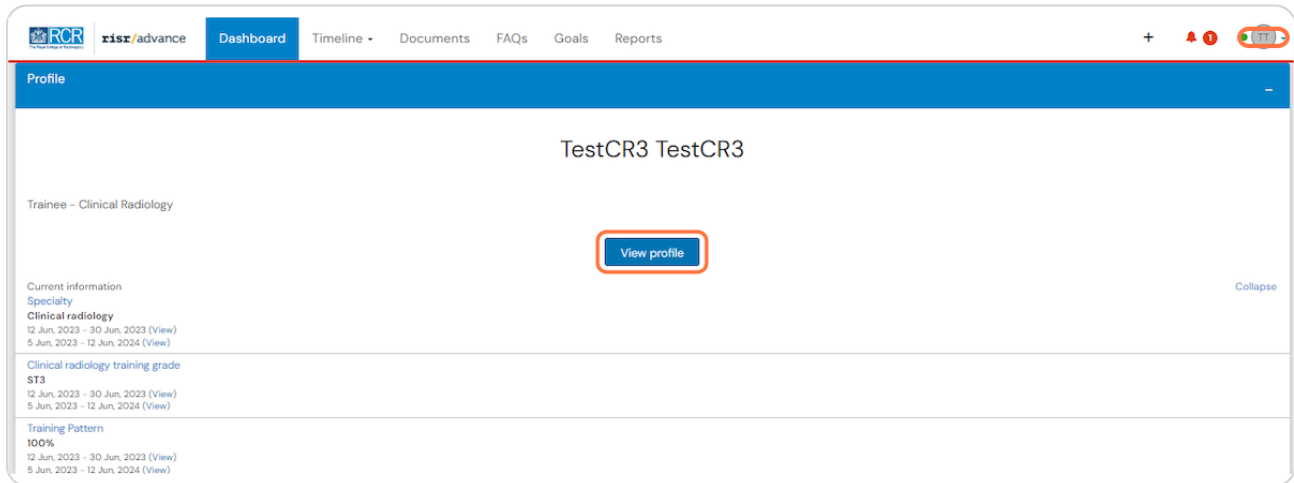 RCR risr/advance Dashboard Timeline Documents FAQs Goals Reports + 1 TT
Profile
TestCR3 TestCR3
Trainee - Clinical Radiology
View profile
Current information Collapse
Specialty
Clinical radiology
12 Jun, 2023 - 30 Jun, 2023 (View)
5 Jun, 2023 - 12 Jun, 2024 (View)
Clinical radiology training grade
ST3
12 Jun, 2023 - 30 Jun, 2023 (View)
5 Jun, 2023 - 12 Jun, 2024 (View)
Training Pattern
100%
12 Jun, 2023 - 30 Jun, 2023 (View)
5 Jun, 2023 - 12 Jun, 2024 (View)